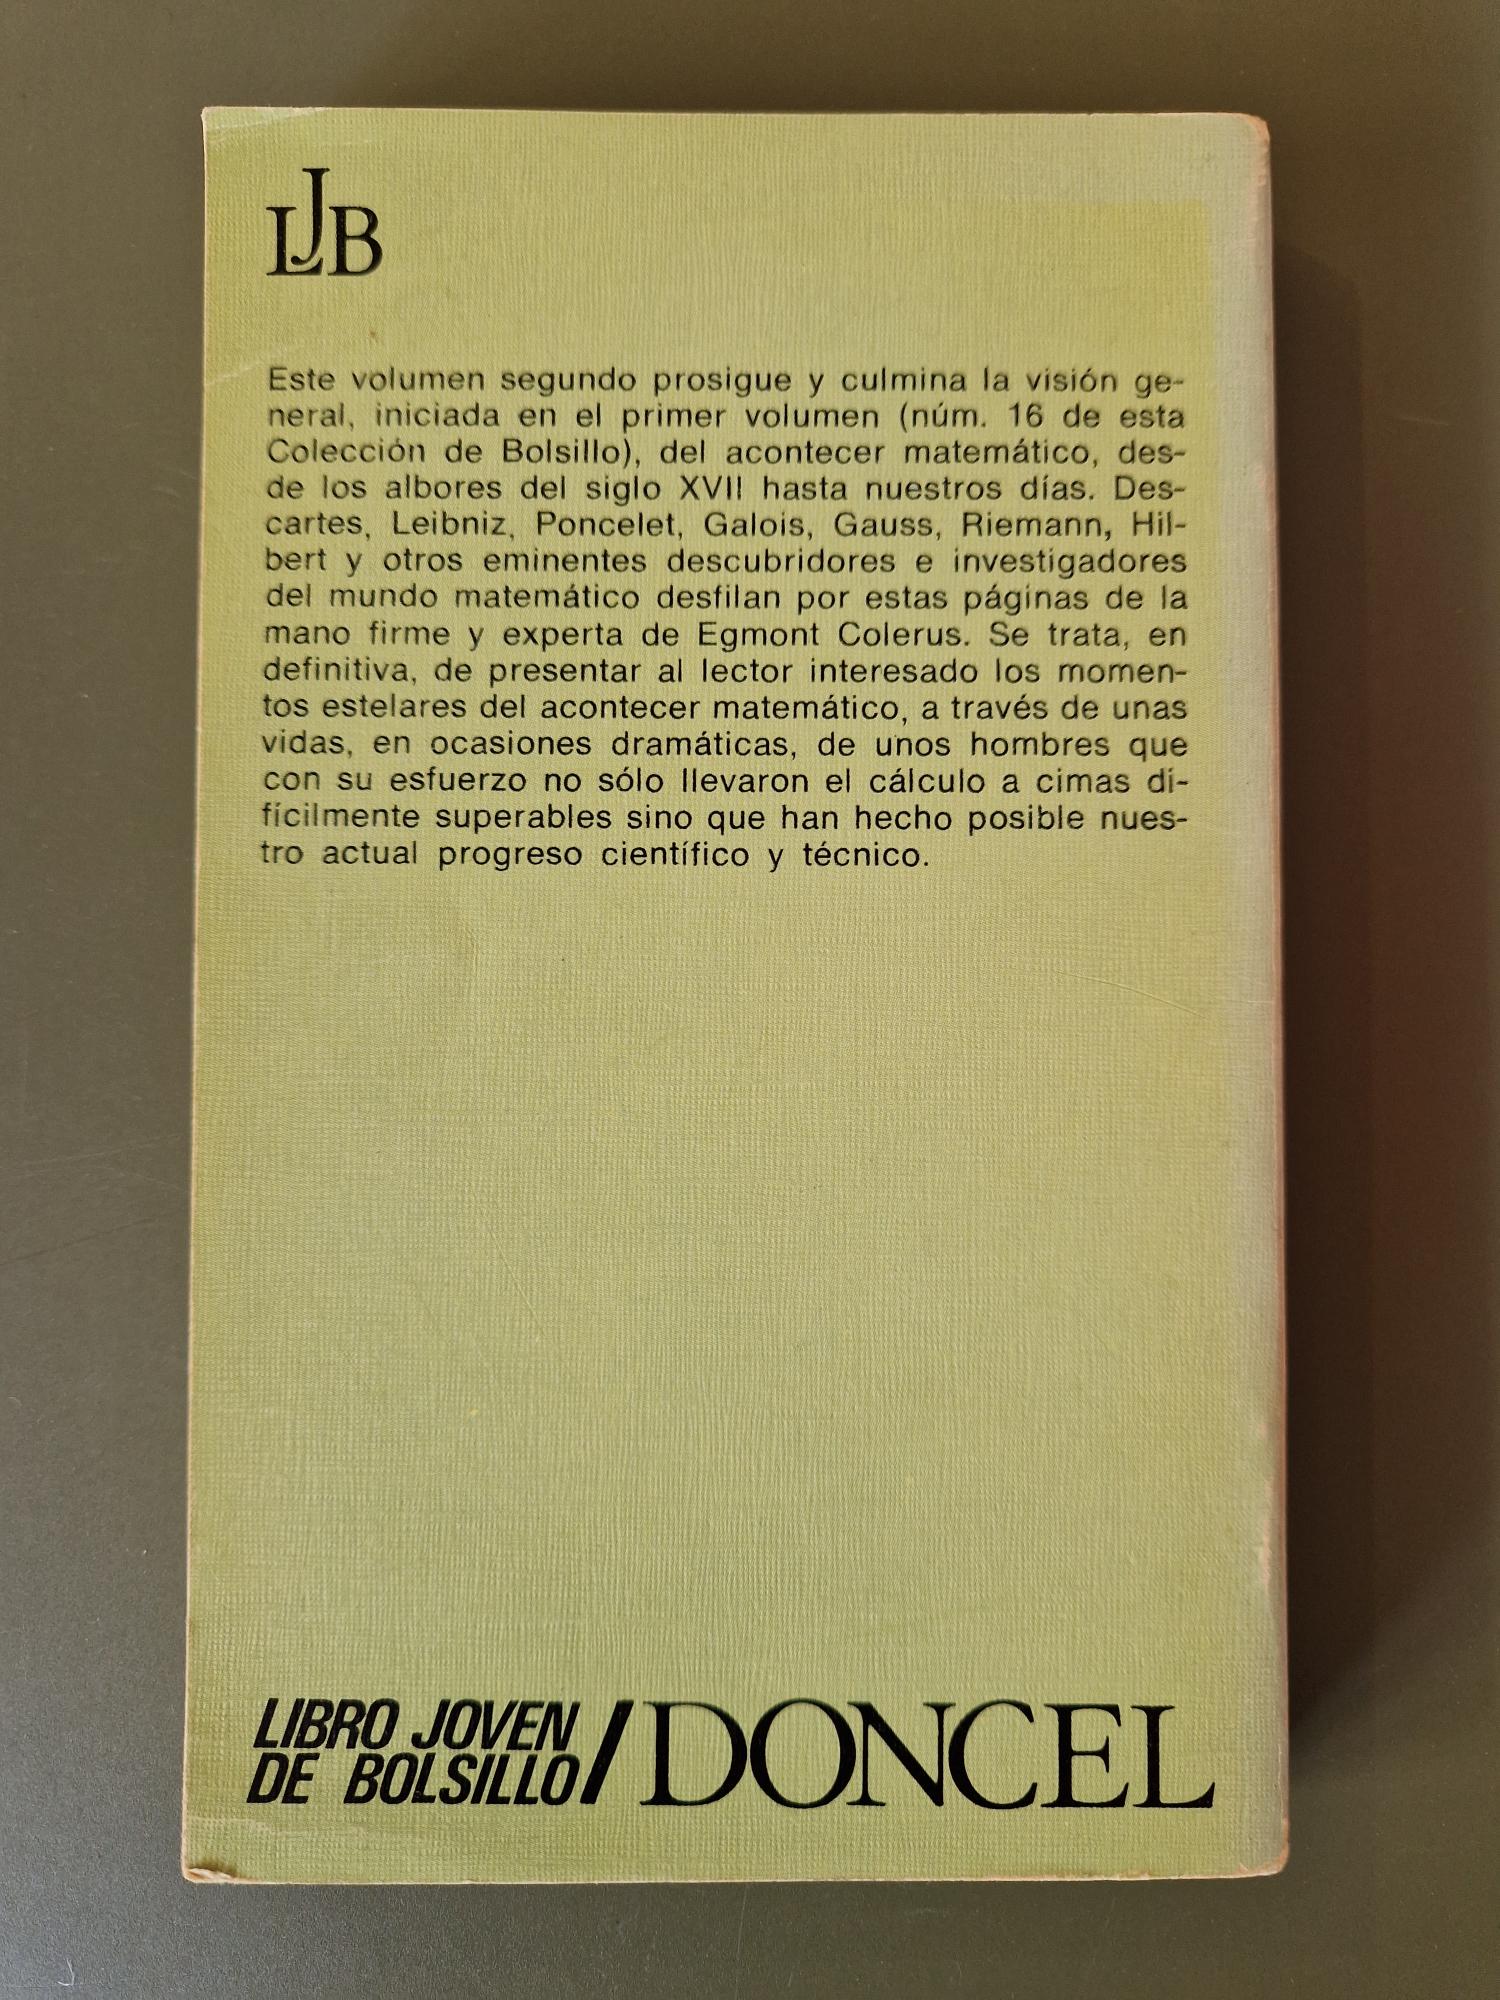 LJB
Este volumen segundo prosigue y culmina la visión ge-
neral, iniciada en el primer volumen (núm. 16 de esta
Colección de Bolsillo), del acontecer matemático, des-
de los albores del siglo XVII hasta nuestros días. Des-
cartes, Leibniz, Poncelet, Galois, Gauss, Riemann, Hil-
bert y otros eminentes descubridores e investigadores
del mundo matemático desfilan por estas páginas de la
mano firme y experta de Egmont Colerus. Se trata, en
definitiva, de presentar al lector interesado los momen-
tos estelares del acontecer matemático, a través de unas
vidas, en ocasiones dramáticas, de unos hombres que
con su esfuerzo no sólo llevaron el cálculo a cimas di-
fícilmente superables sino que han hecho posible nues-
tro actual progreso científico y técnico.
LIBRO JOVEN
DE BOLSILLO / DONCEL